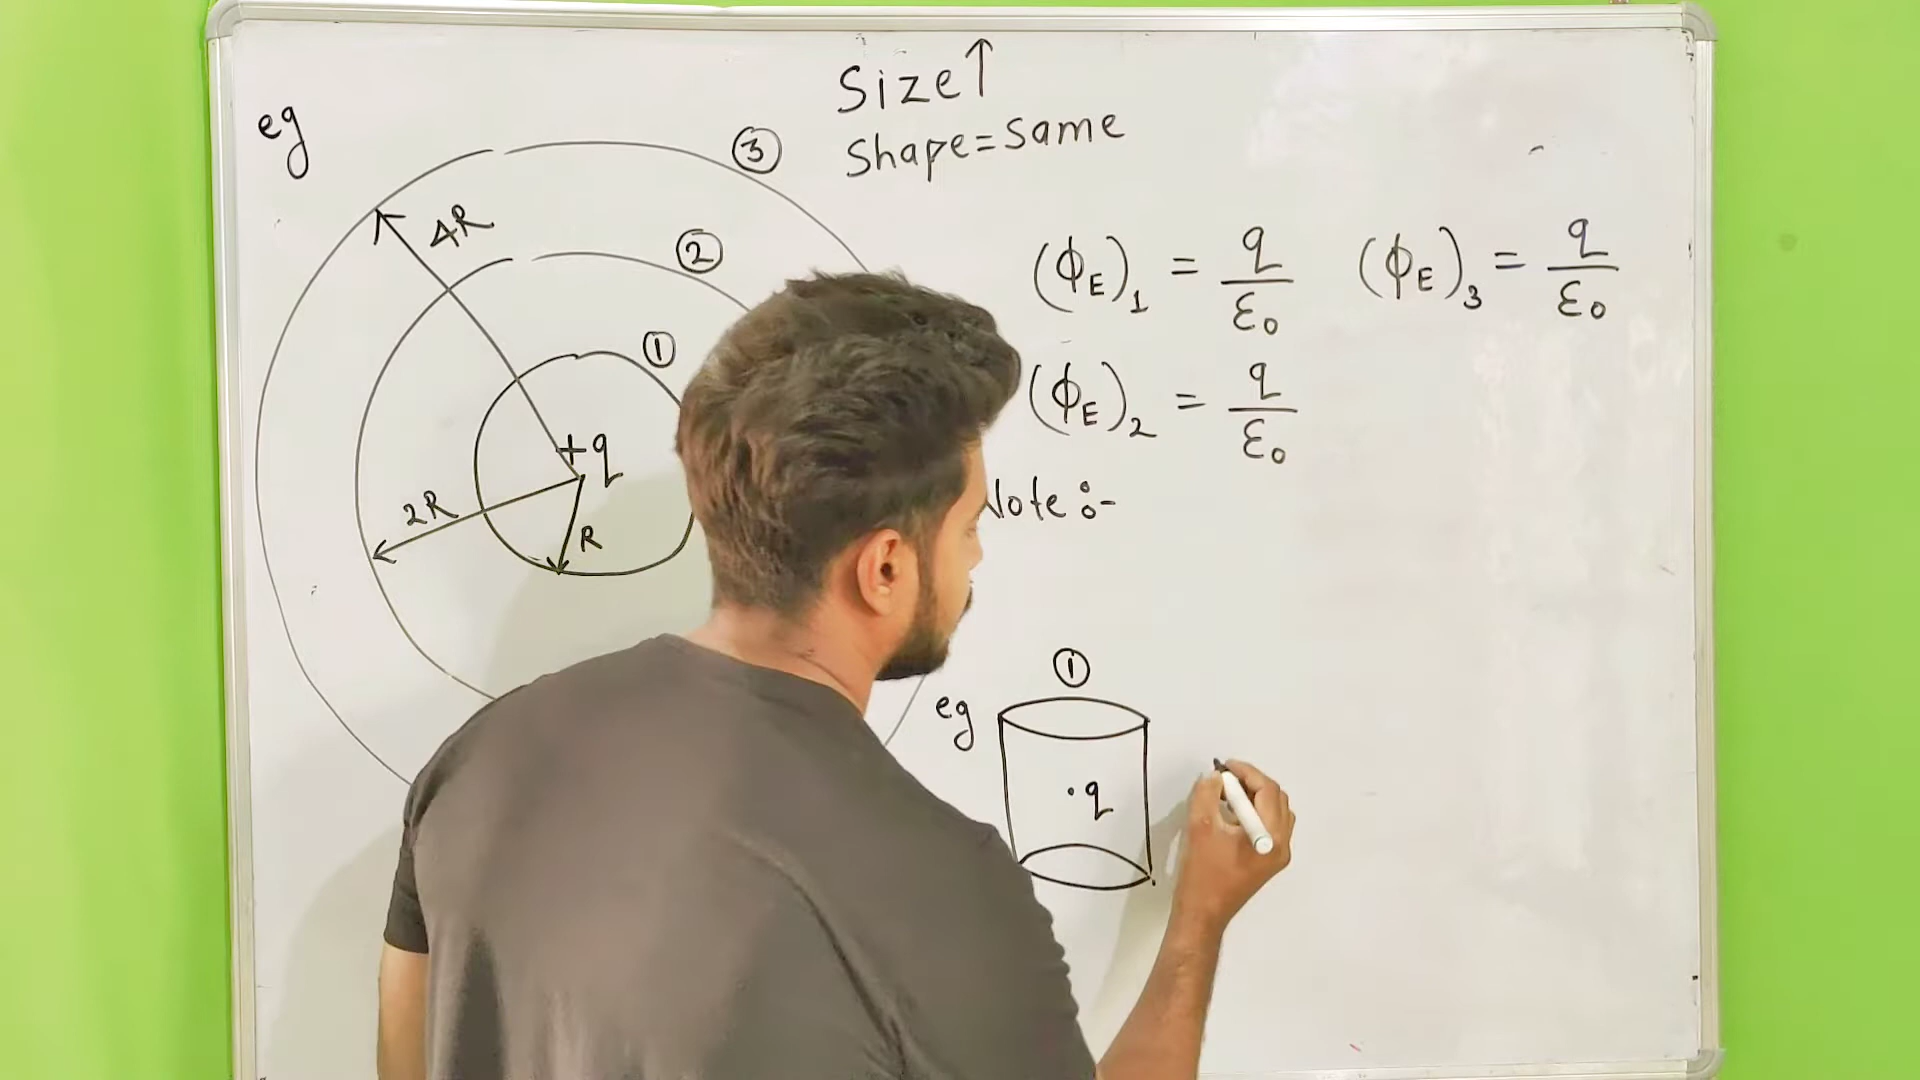 Size↑
Shape=Same
eg
③
4R
②
①
+q
2R
R
(ϕE)1 = q/ε0
(ϕE)3 = q/ε0
(ϕE)2 = q/ε0
Note :-
①
eg
.q